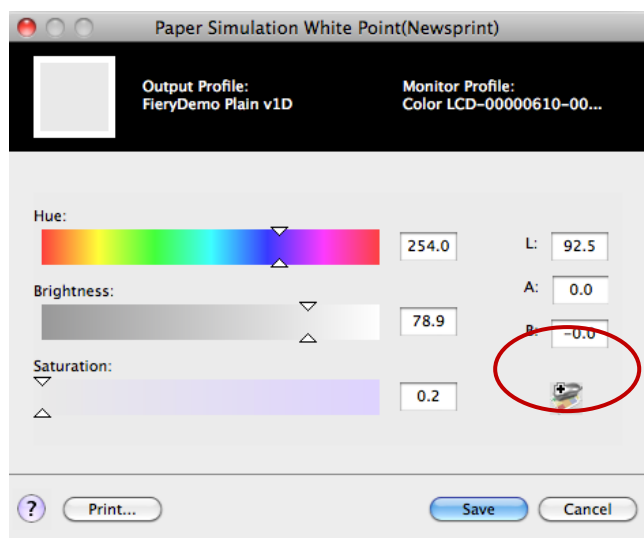 Paper Simulation White Point(Newsprint)
Output Profile:
FieryDemo Plain v1D
Monitor Profile:
Color LCD-00000610-00...
Hue:
254.0
L: 92.5
A: 0.0
Brightness:
78.9
B: -0.0
Saturation:
0.2
?
Print...
Save
Cancel